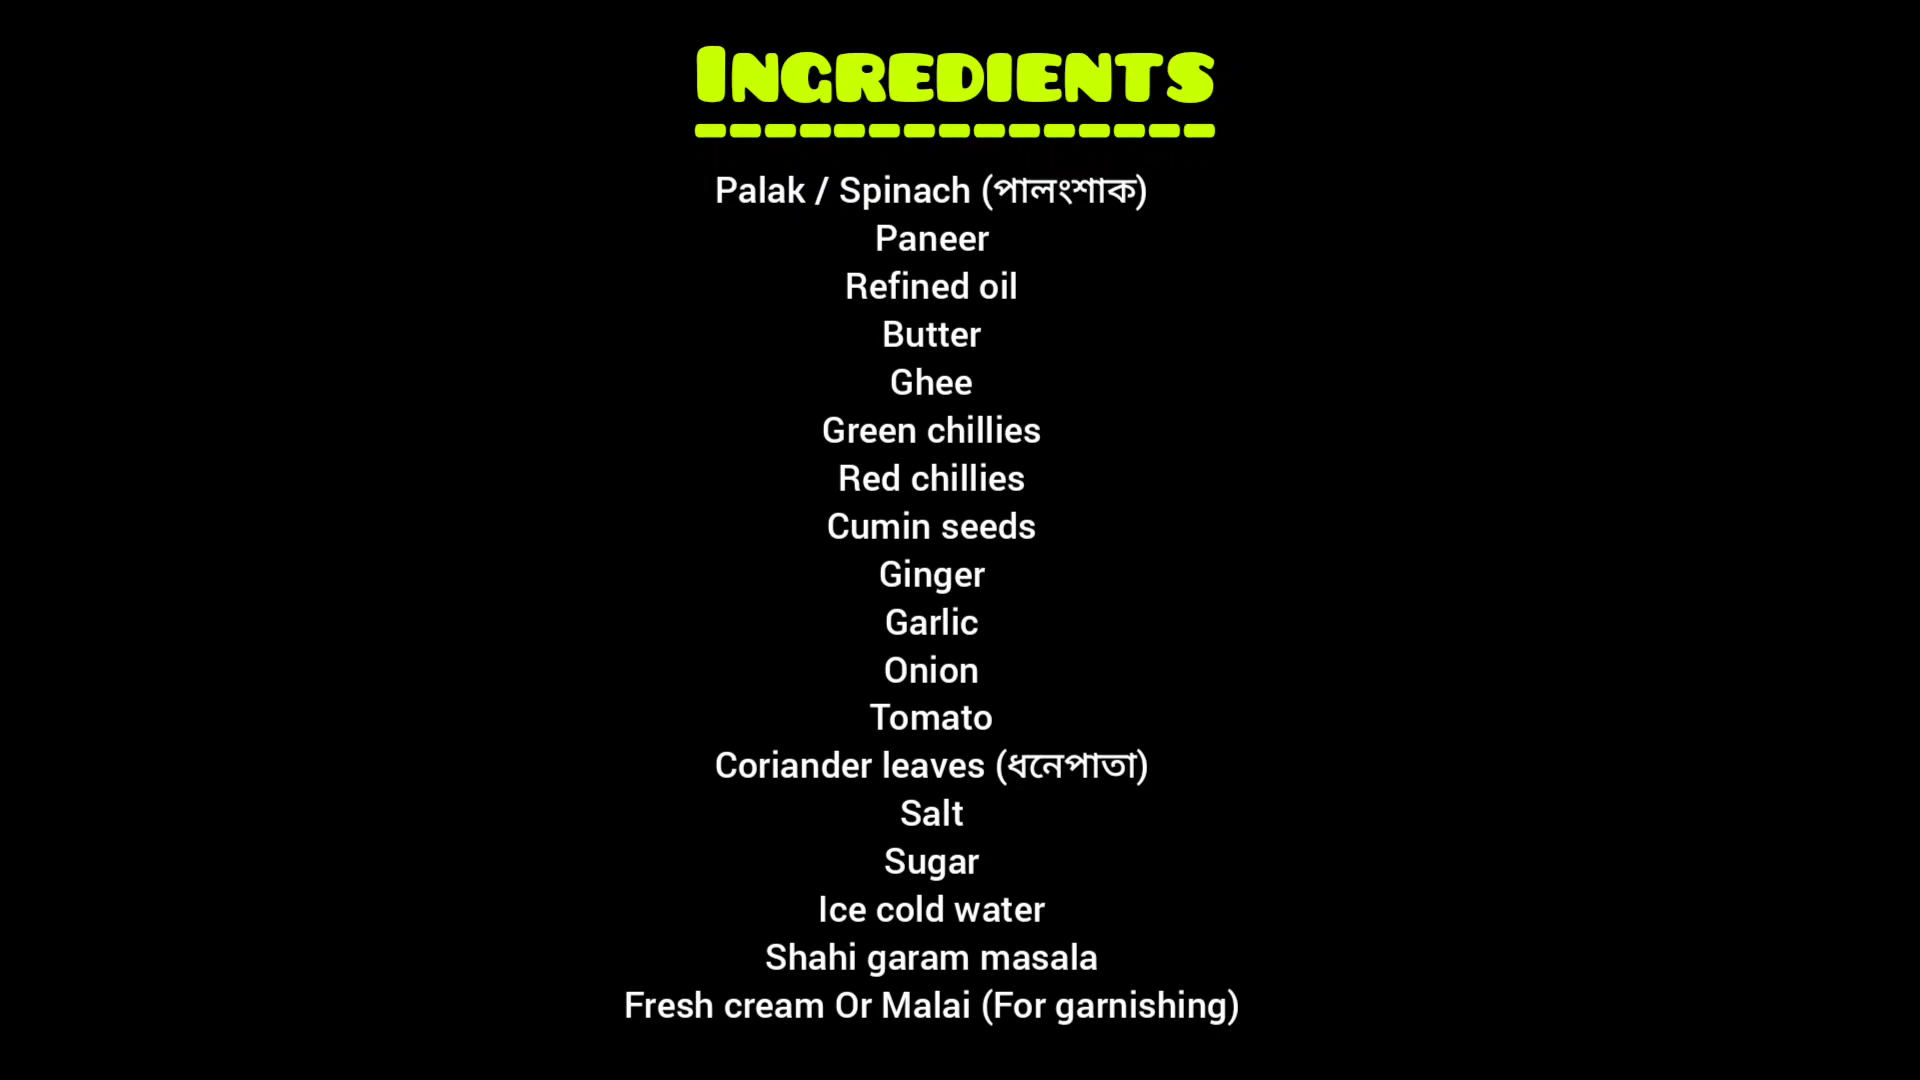 INGREDIENTS
---------------
Palak / Spinach (পালংশাক)
Paneer
Refined oil
Butter
Ghee
Green chillies
Red chillies
Cumin seeds
Ginger
Garlic
Onion
Tomato
Coriander leaves (ধনেপাতা)
Salt
Sugar
Ice cold water
Shahi garam masala
Fresh cream Or Malai (For garnishing)